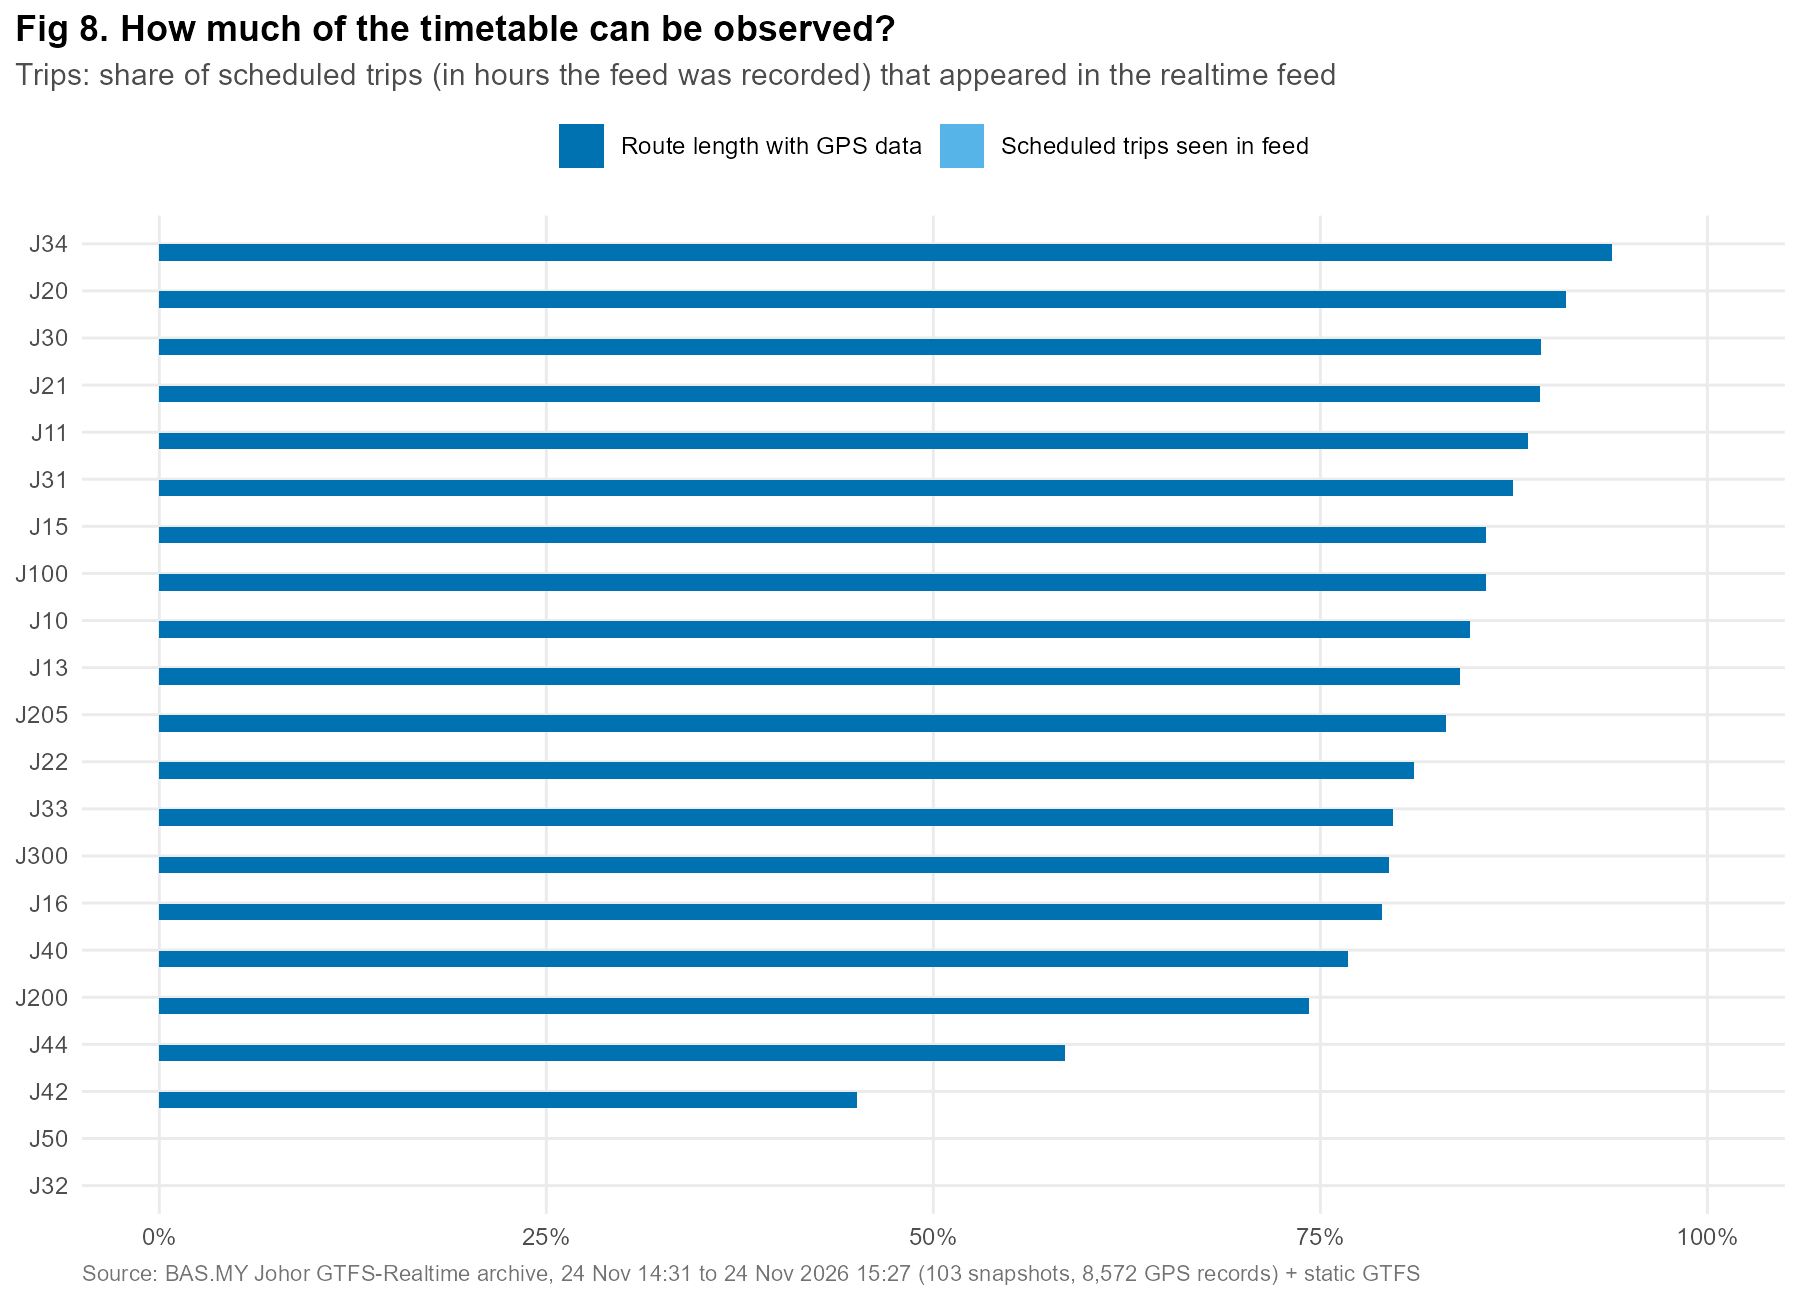 Fig 8. How much of the timetable can be observed?
Trips: share of scheduled trips (in hours the feed was recorded) that appeared in the realtime feed
Route length with GPS data
Scheduled trips seen in feed
J34
J20
J30
J21
J11
J31
J15
J100
J10
J13
J205
J22
J33
J300
J16
J40
J200
J44
J42
J50
J32
0% 25% 50% 75% 100%
Source: BAS.MY Johor GTFS-Realtime archive, 24 Nov 14:31 to 24 Nov 2026 15:27 (103 snapshots, 8,572 GPS records) + static GTFS